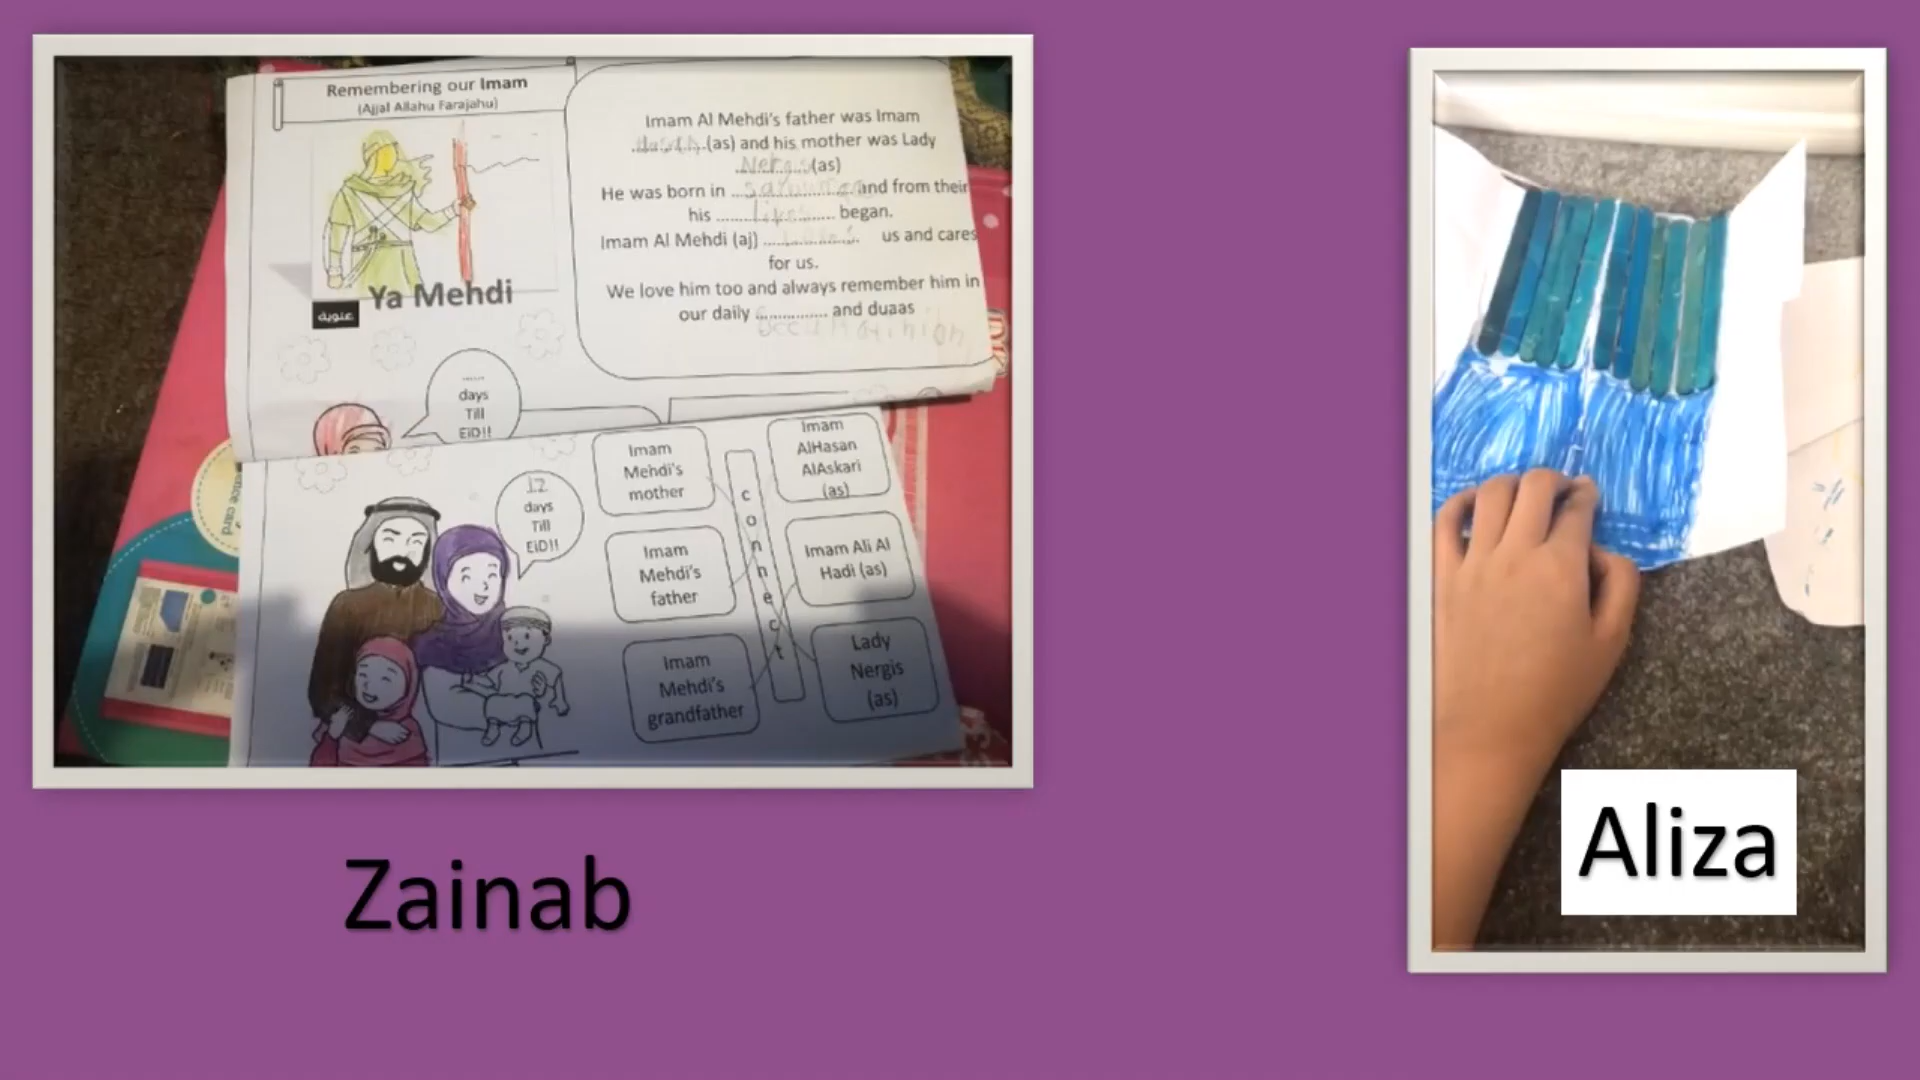 Remembering our Imam
(Ajjal Allahu Farajahu)
Ya Mehdi
Imam Al Mehdi's father was Imam
(as) and his mother was Lady
Nergis (as)
He was born in and from their
his began.
Imam Al Mehdi (aj) us and cares
for us.
We love him too and always remember him in
our daily and duaas
......
days
Till
EiD!!
12
days
Till
EiD!!
Imam
Mehdi's
mother
Imam
Mehdi's
father
Imam
Mehdi's
grandfather
connect
Imam
AlHasan
AlAskari
(as)
Imam Ali Al
Hadi (as)
Lady
Nergis
(as)
card
Zainab
Aliza